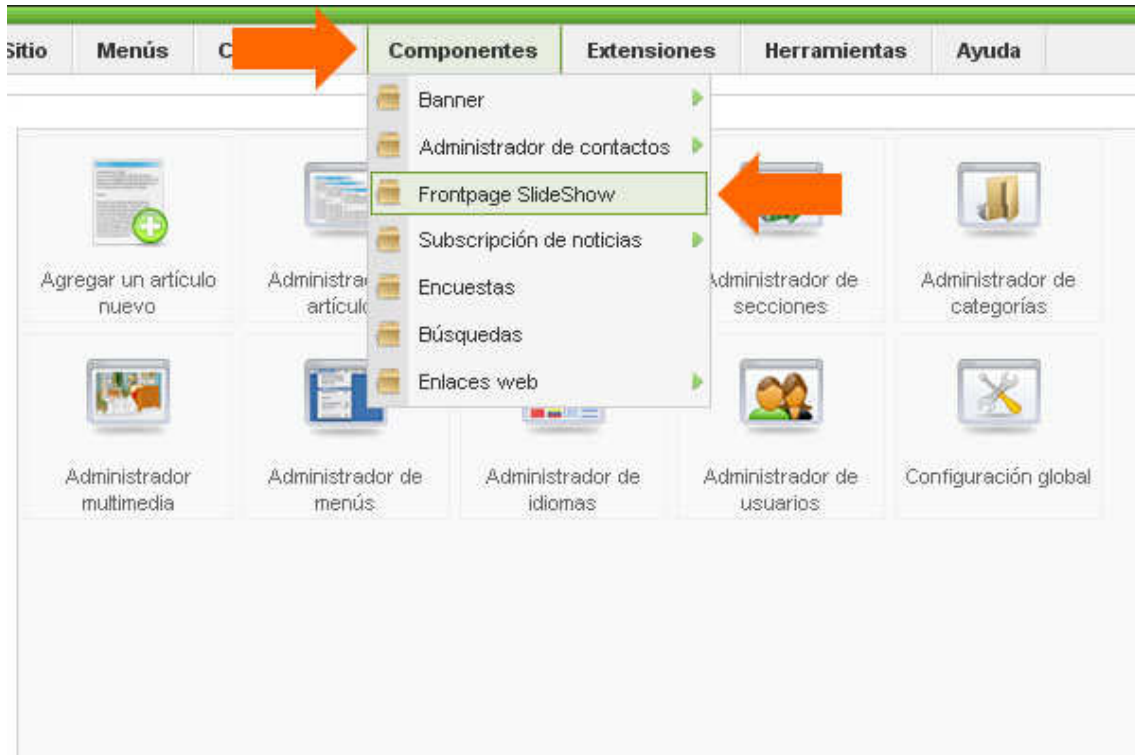 Sitio Menús C Componentes Extensiones Herramientas Ayuda
Banner
Administrador de contactos
Frontpage SlideShow
Subscripción de noticias
Encuestas
Búsquedas
Enlaces web
Agregar un artículo
nuevo
Administra
artícul
Administrador de
secciones
Administrador de
categorías
Administrador
multimedia
Administrador de
menús
Administrador de
idiomas
Administrador de
usuarios
Configuración global